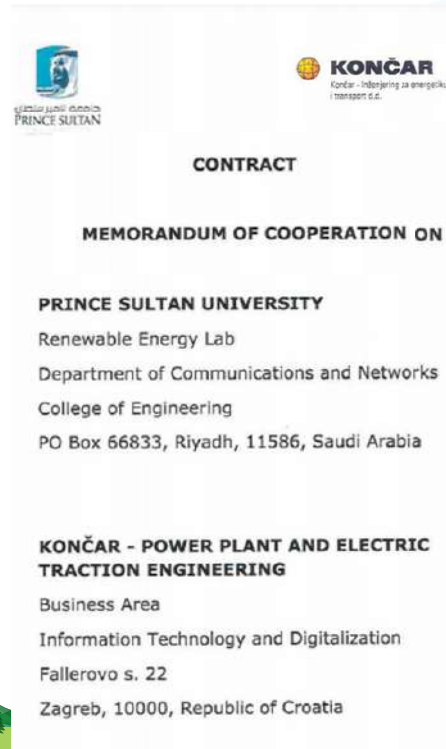 جامعة الأمير سلطان
PRINCE SULTAN
KONČAR
Končar - Inženjering za energetiku
i transport d.d.
CONTRACT
MEMORANDUM OF COOPERATION ON
PRINCE SULTAN UNIVERSITY
Renewable Energy Lab
Department of Communications and Networks
College of Engineering
PO Box 66833, Riyadh, 11586, Saudi Arabia
KONČAR - POWER PLANT AND ELECTRIC
TRACTION ENGINEERING
Business Area
Information Technology and Digitalization
Fallerovo s. 22
Zagreb, 10000, Republic of Croatia